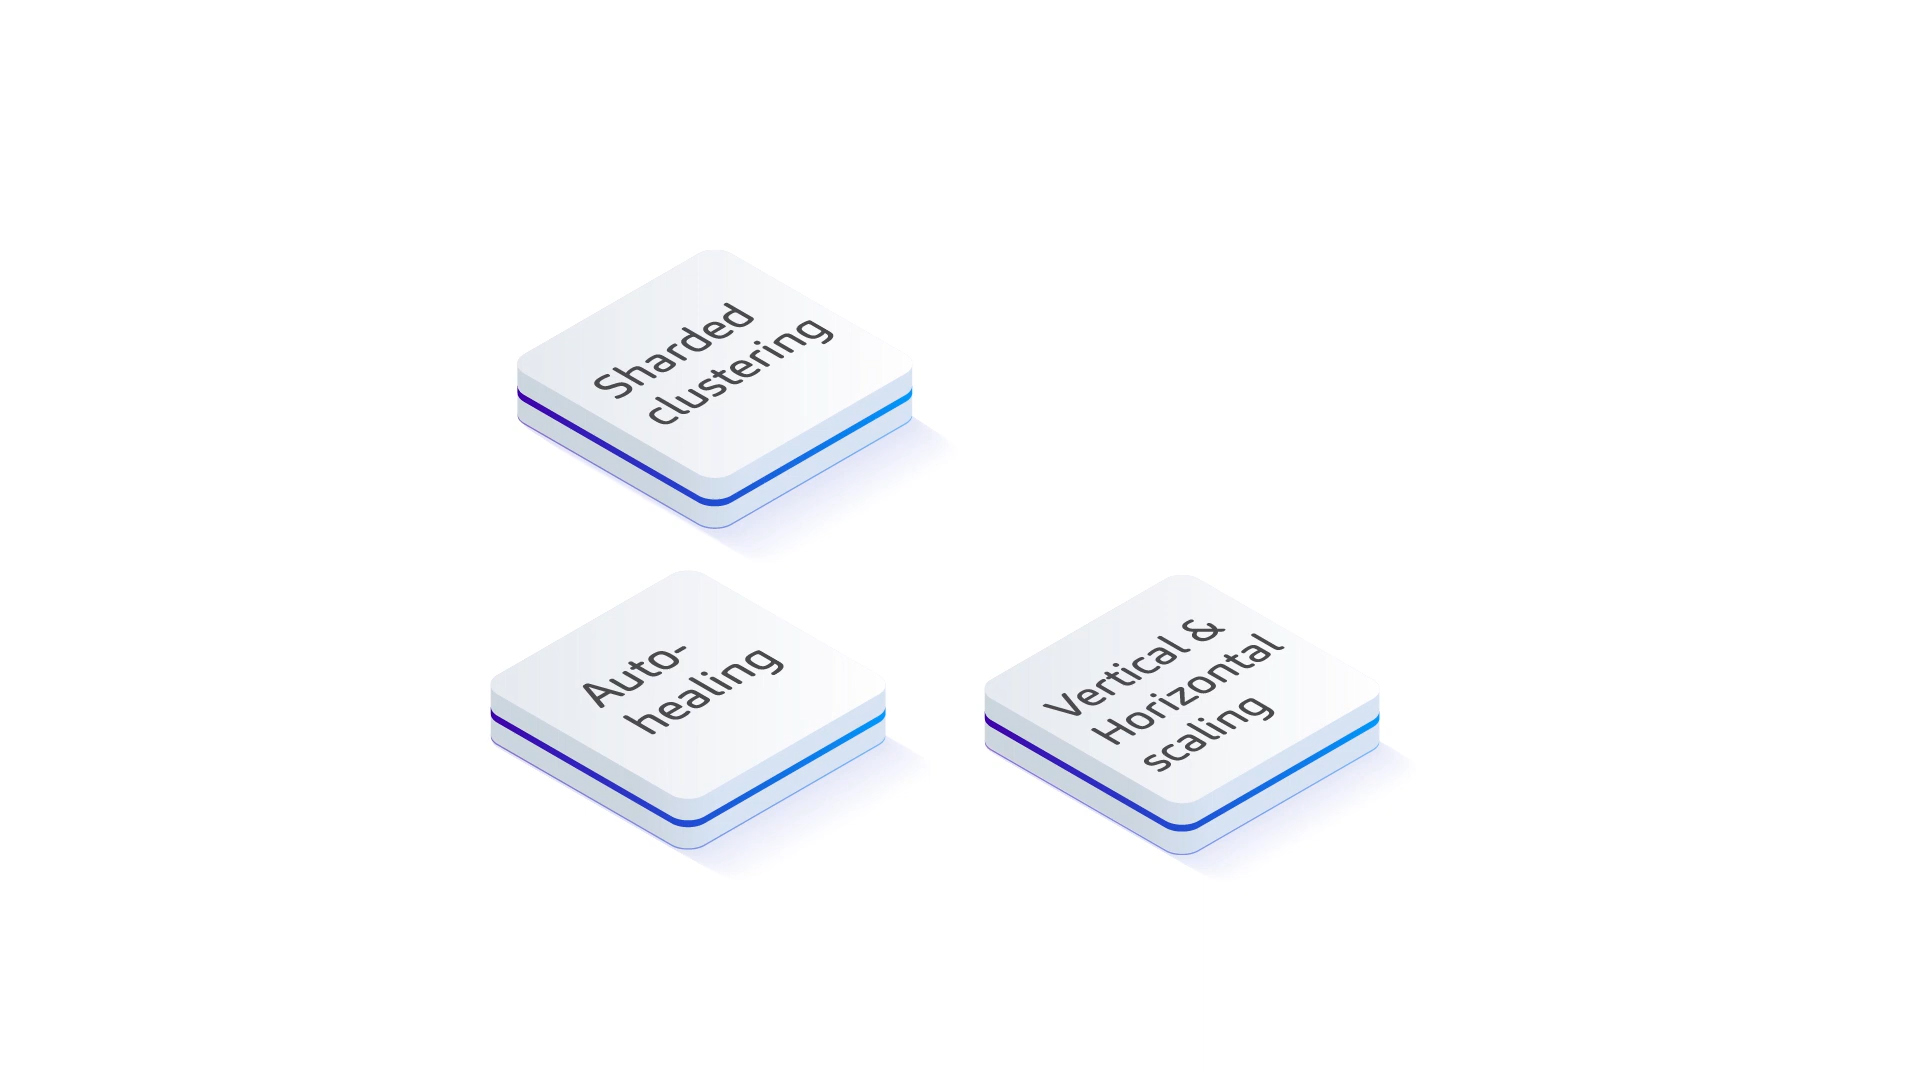 Sharded
clustering
Auto-
healing
Vertical &
Horizontal
scaling